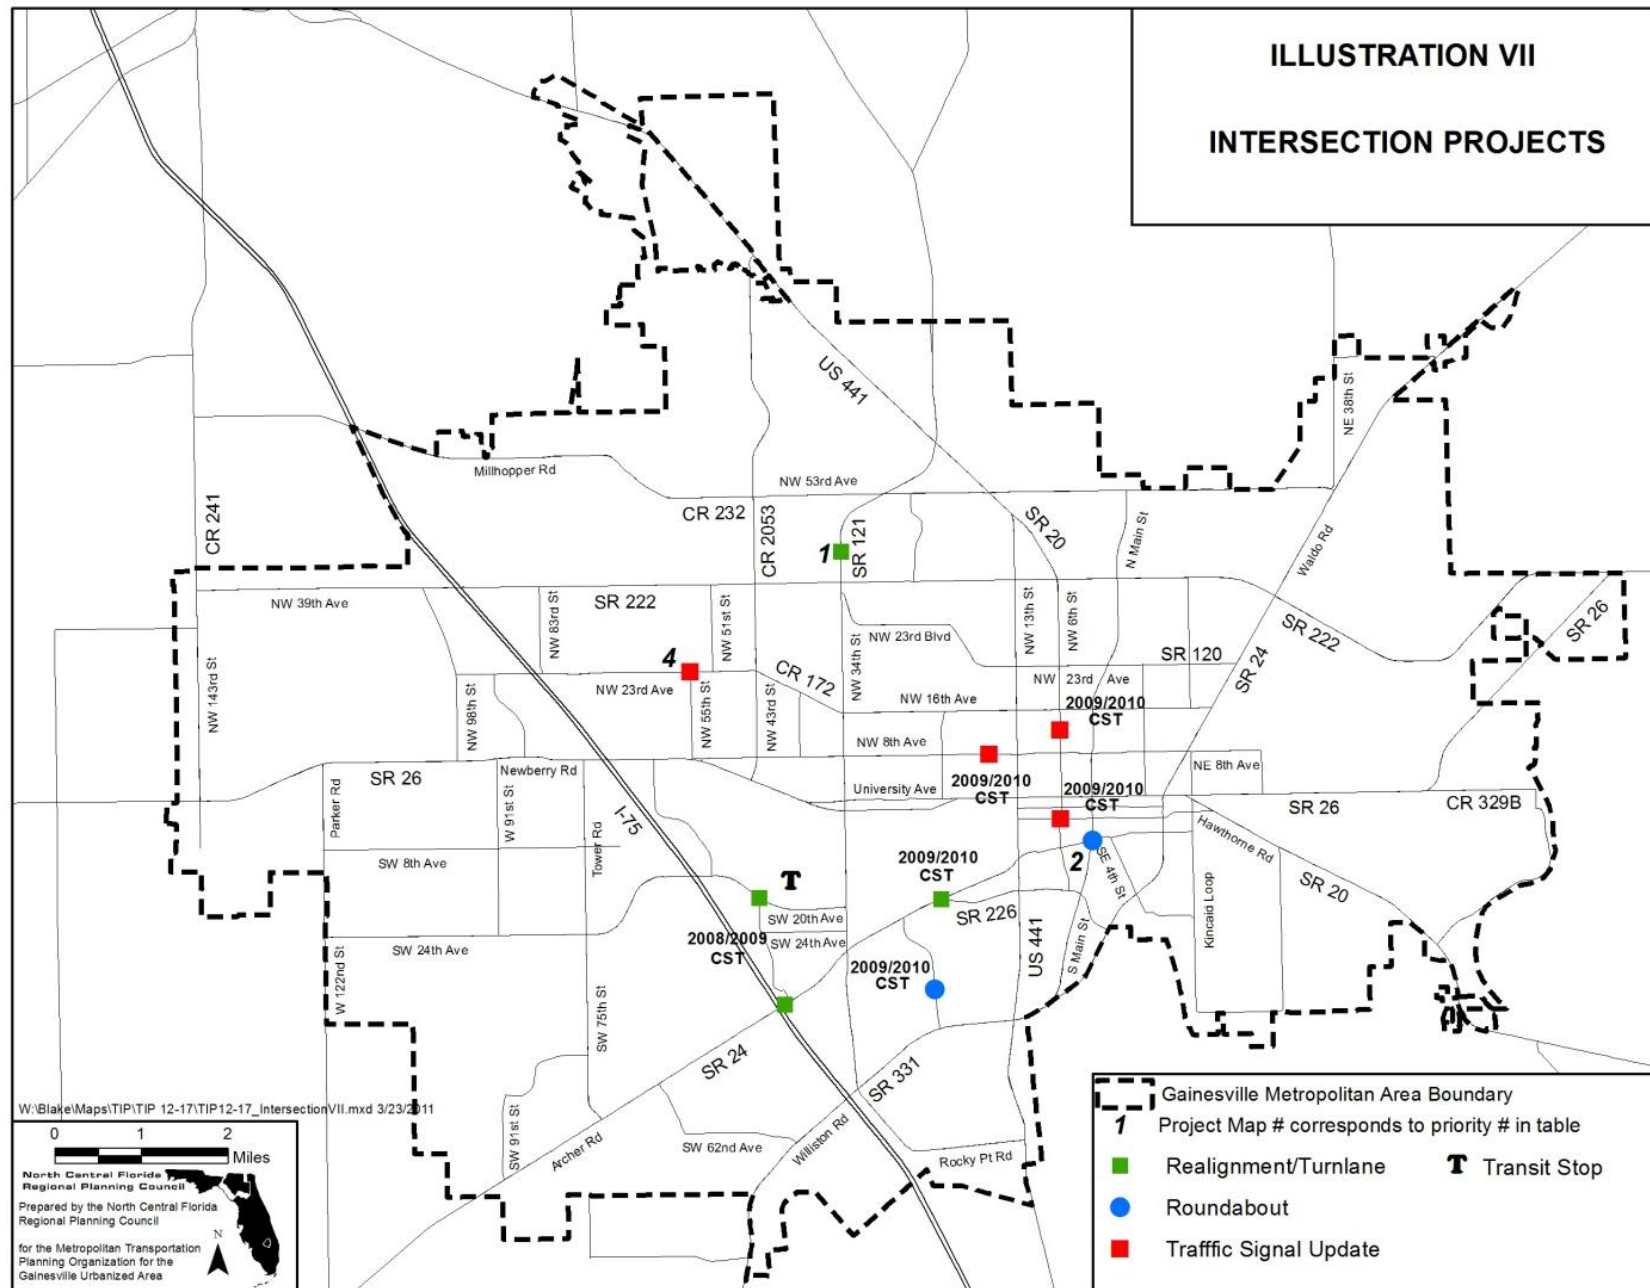 ILLUSTRATION VII
INTERSECTION PROJECTS
US 441
NE 38th St
Millhopper Rd
NW 53rd Ave
CR 241
CR 232
CR 2053
SR 121
SR 20
N Main St
Waldo Rd
1
NW 39th Ave
NW 83rd St
SR 222
NW 51st St
NW 13th St
NW 6th St
SR 222
SR 26
NW 23rd Blvd
NW 34th St
SR 120
SR 24
4
CR 172
NW 23rd Ave
NW 23rd Ave
NW 143rd St
NW 98th St
NW 55th St
NW 43rd St
NW 16th Ave
2009/2010
CST
NW 8th Ave
NE 8th Ave
SR 26
Newberry Rd
2009/2010
CST
University Ave
2009/2010
CST
SR 26
CR 329B
Parker Rd
W 91st St
Tower Rd
I-75
Hawthorne Rd
SW 8th Ave
2009/2010
CST
2
SE 4th St
SR 20
T
SW 20th Ave
SR 226
Kincaid Loop
2008/2009
CST
SW 24th Ave
SW 24th Ave
US 441
S Main St
W 122nd St
2009/2010
CST
SW 75th St
SR 24
SR 331
SW 91st St
Archer Rd
SW 62nd Ave
Williston Rd
Rocky Pt Rd
W:\Blake\Maps\TIP\TIP 12-17\TIP12-17_IntersectionVII.mxd 3/23/2011
0 1 2
Miles
North Central Florida
Regional Planning Council
Prepared by the North Central Florida
Regional Planning Council
for the Metropolitan Transportation
Planning Organization for the
Gainesville Urbanized Area
N
Gainesville Metropolitan Area Boundary
1 Project Map # corresponds to priority # in table
Realignment/Turnlane
T Transit Stop
Roundabout
Trafffic Signal Update